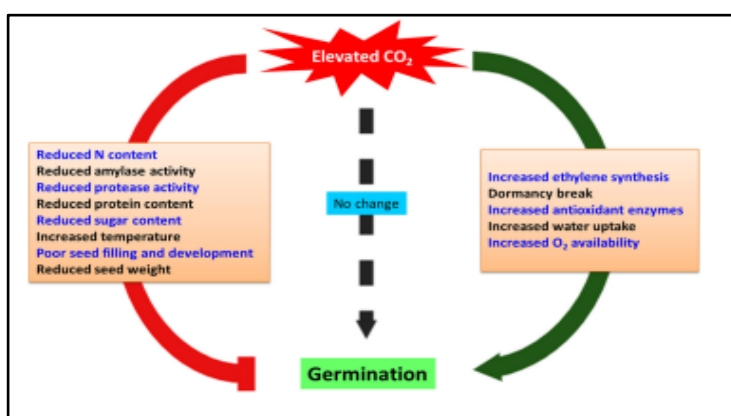 Elevated CO₂
Reduced N content
Reduced amylase activity
Reduced protease activity
Reduced protein content
Reduced sugar content
Increased temperature
Poor seed filling and development
Reduced seed weight
No change
Increased ethylene synthesis
Dormancy break
Increased antioxidant enzymes
Increased water uptake
Increased O₂ availability
Germination